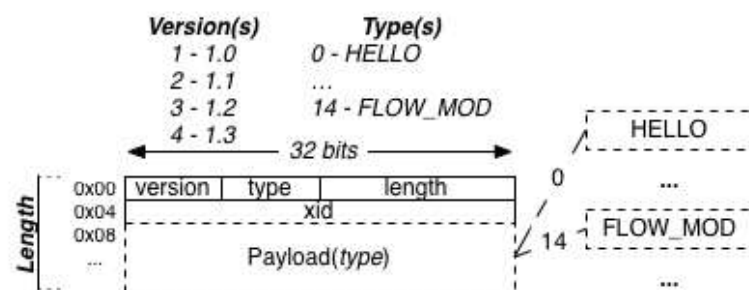 Version(s) Type(s)
1 - 1.0 0 - HELLO
2 - 1.1 ...
3 - 1.2 14 - FLOW_MOD
4 - 1.3
32 bits
HELLO
0
...
0x00 version type length
0x04 xid
0x08
14 FLOW_MOD
... Payload(type)
...
Length